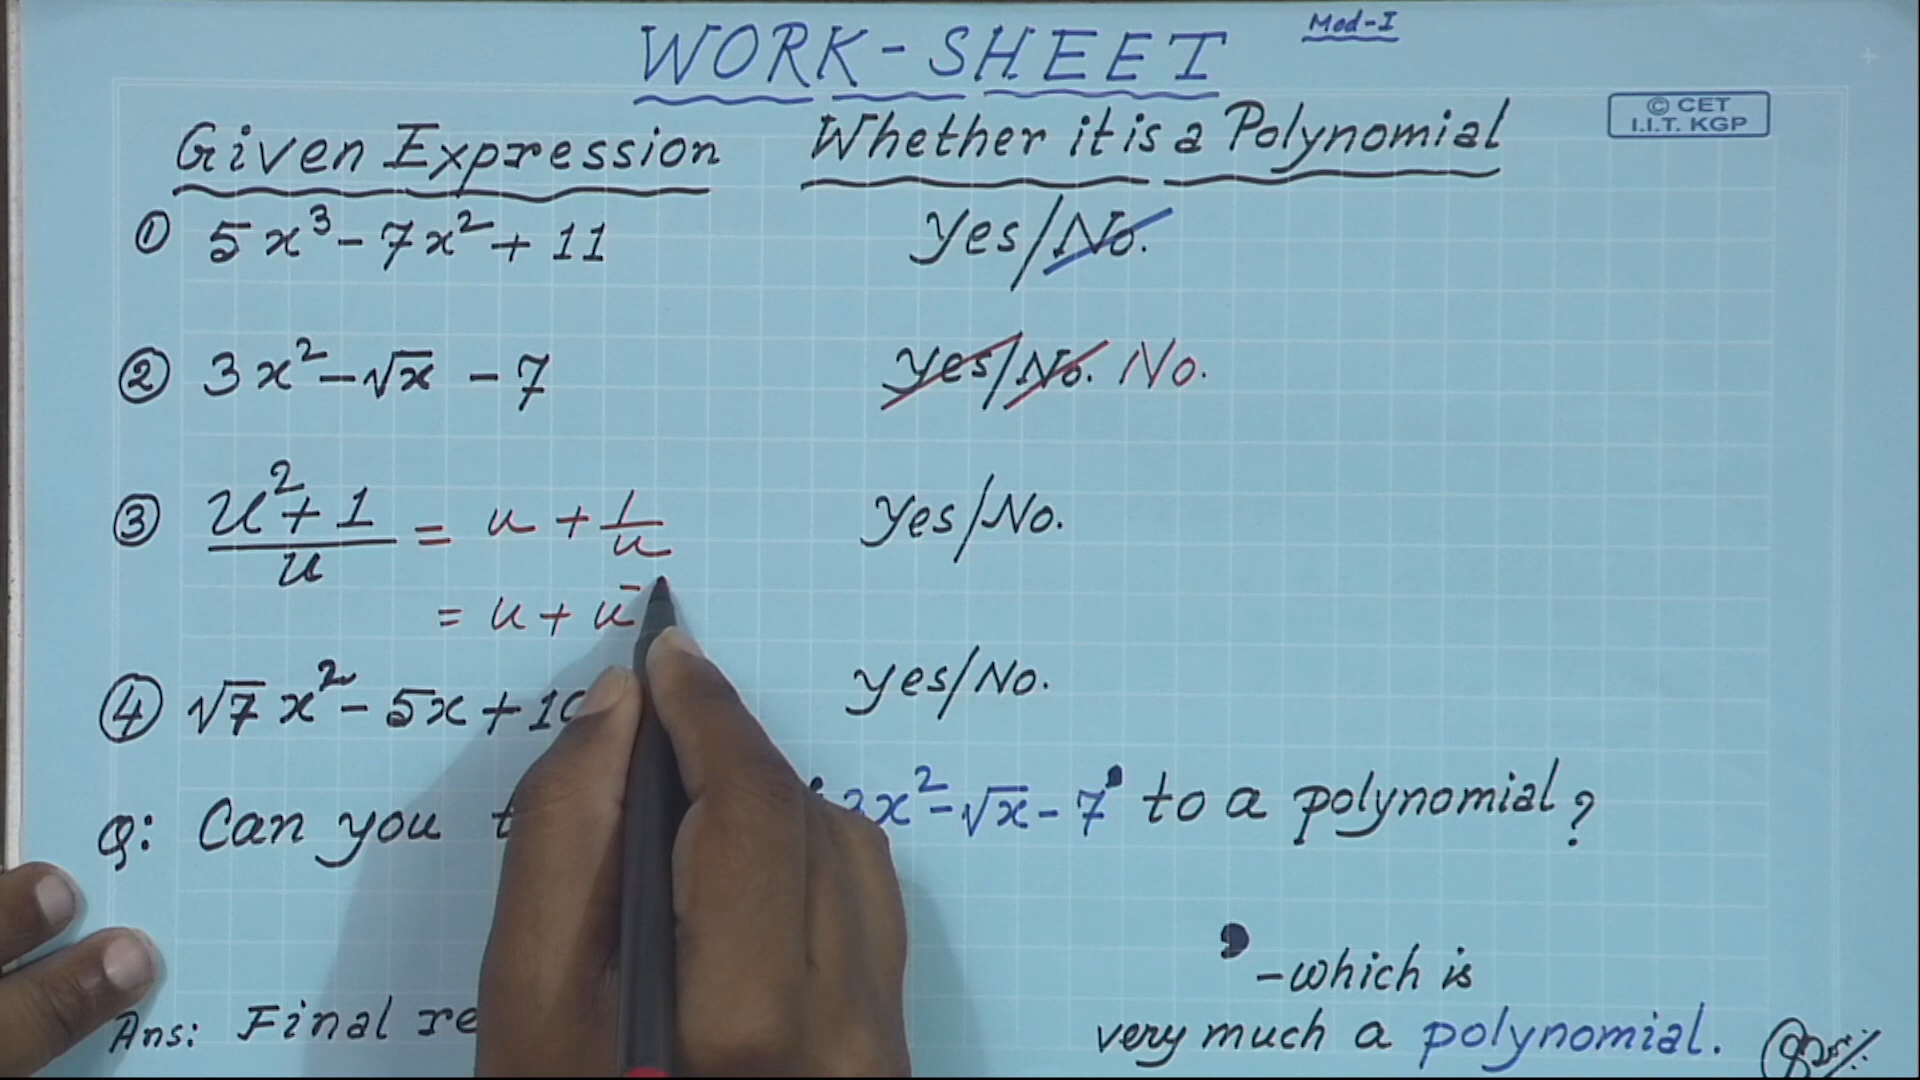 WORK-SHEET
Mod-I
© CET
I.I.T. KGP
Given Expression Whether it is a Polynomial
① 5x³ - 7x² + 11 Yes/No.
② 3x² - √x - 7 Yes/No. No.
③ (u² + 1)/u = u + 1/u Yes/No.
= u + u⁻
④ √7 x² - 5x + 10 Yes/No.
Q: Can you 3x² - √x - 7 to a polynomial?
- which is
Ans: Final very much a polynomial.